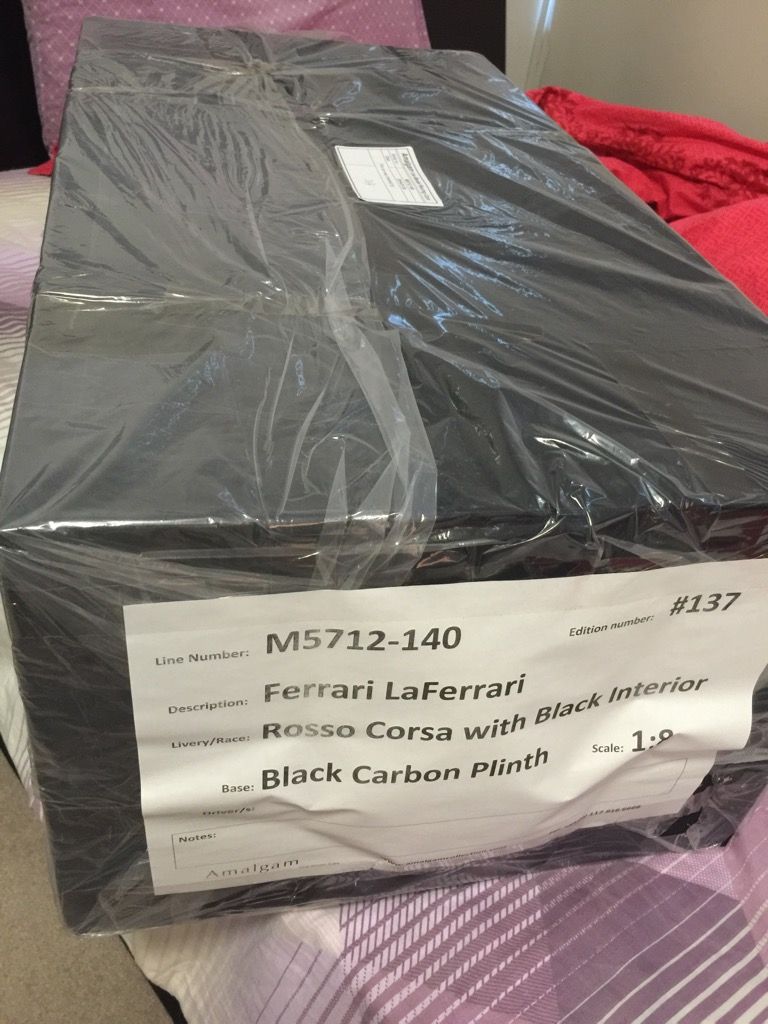 Line Number: M5712-140
Edition number: #137
Description: Ferrari LaFerrari
Livery/Race: Rosso Corsa with Black Interior
Base: Black Carbon Plinth
Scale: 1:8
Driver/s:
Notes:
Amalgam